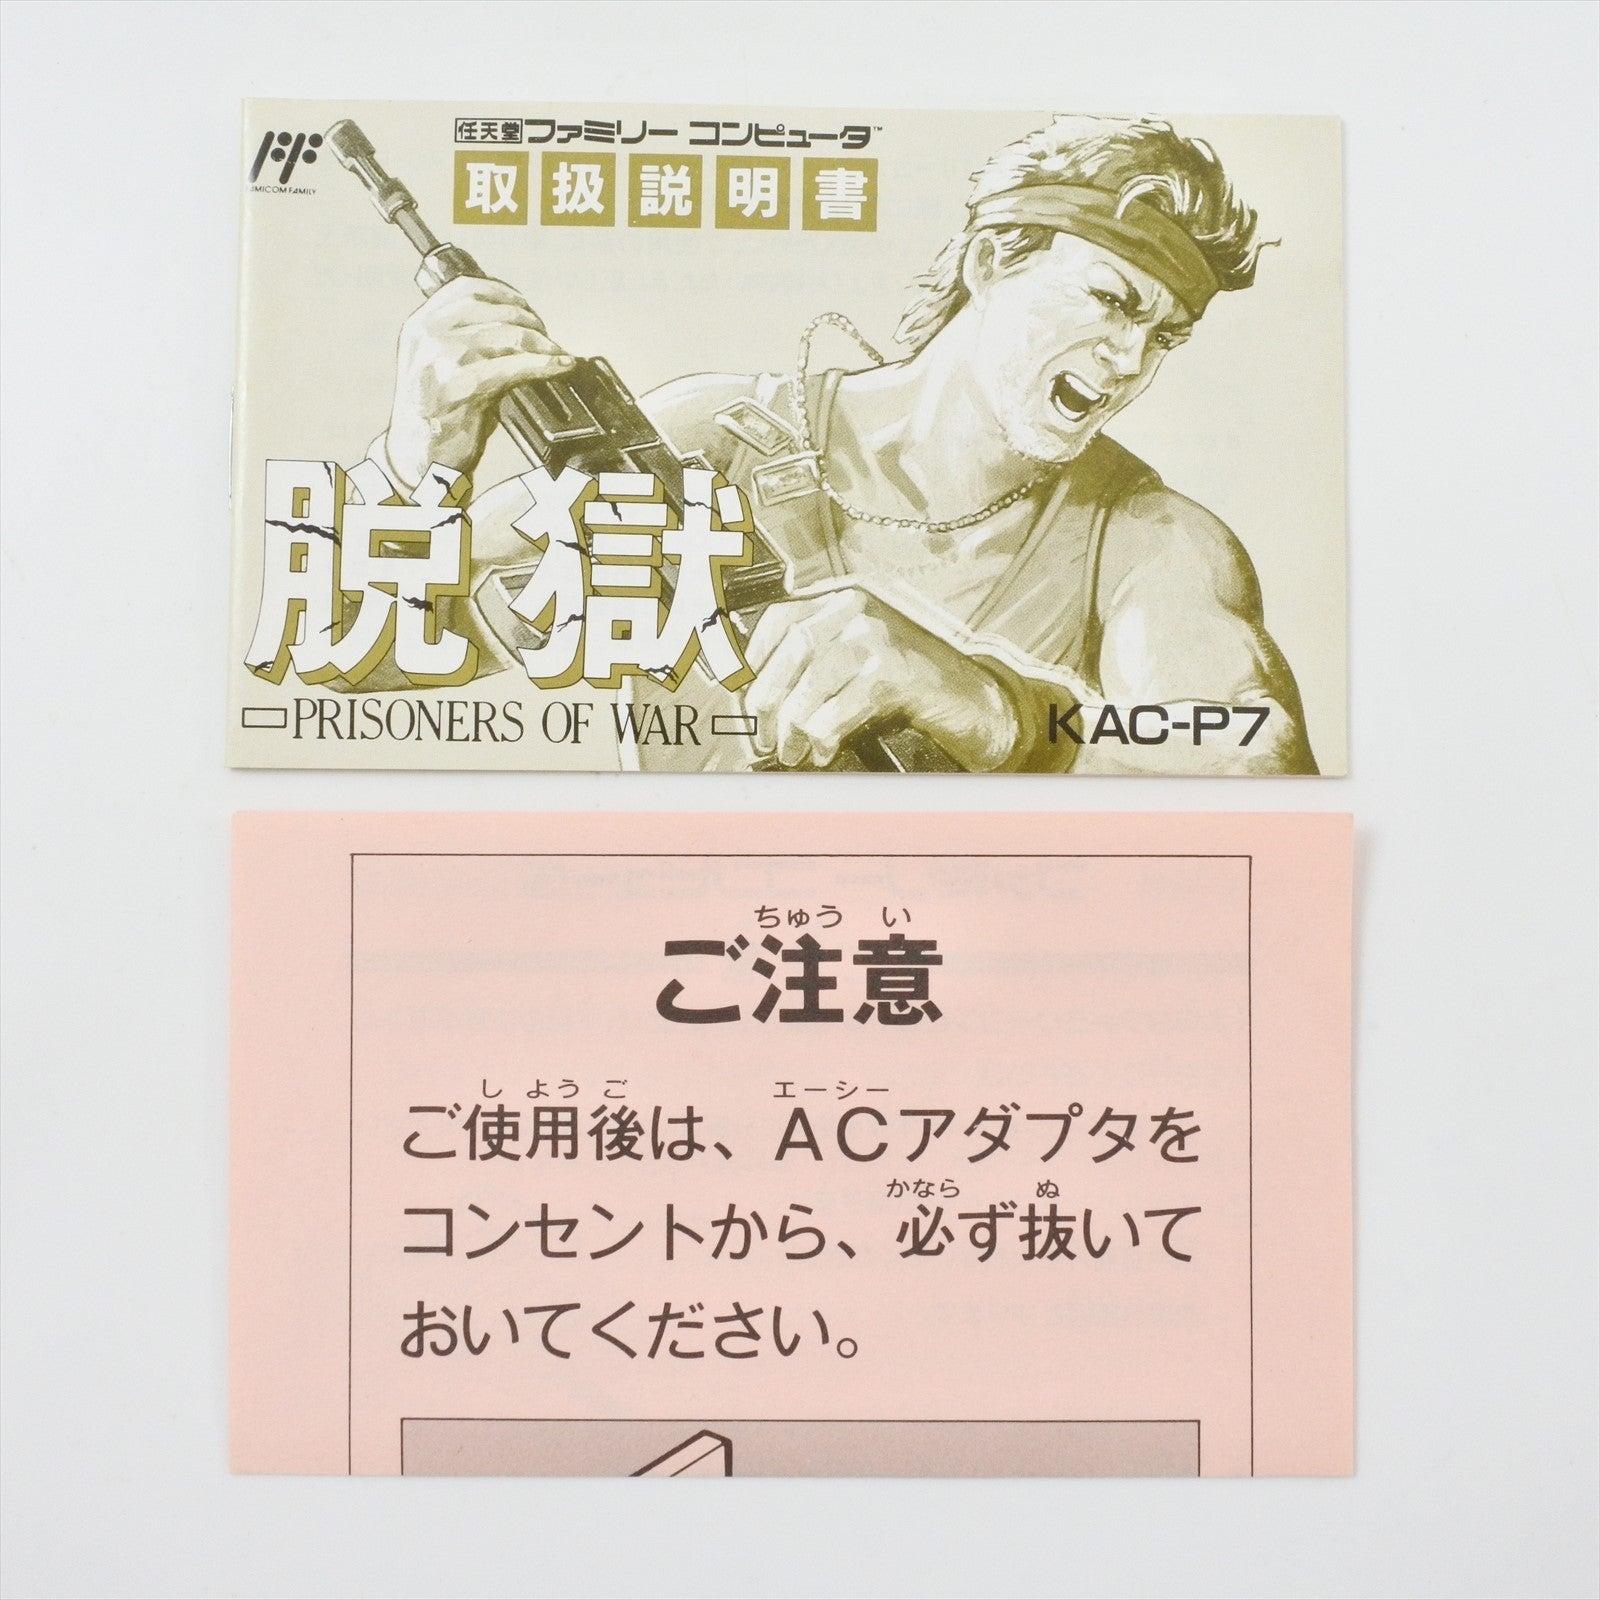 任天堂ファミリー コンピュータ™
FAMICOM FAMILY
取扱説明書
脱獄
PRISONERS OF WAR
KAC-P7
ちゅう い
ご注意
し よう ご エーシー
ご使用後は、ACアダプタを
かなら ぬ
コンセントから、必ず抜いて
おいてください。